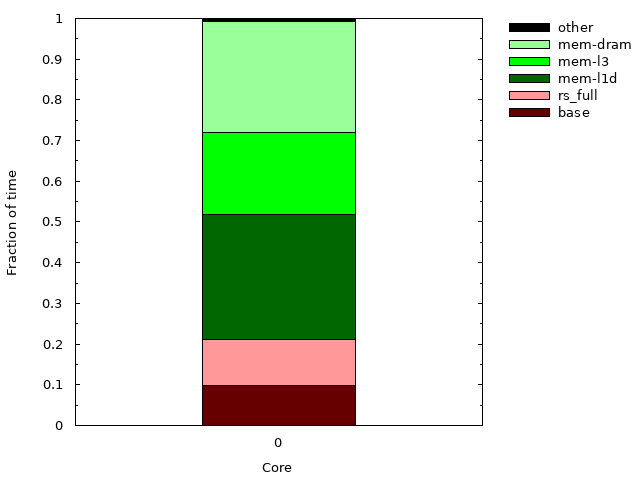 1
0.9
0.8
0.7
0.6
0.5
0.4
0.3
0.2
0.1
0
Fraction of time
0
Core
other
mem-dram
mem-l3
mem-l1d
rs_full
base